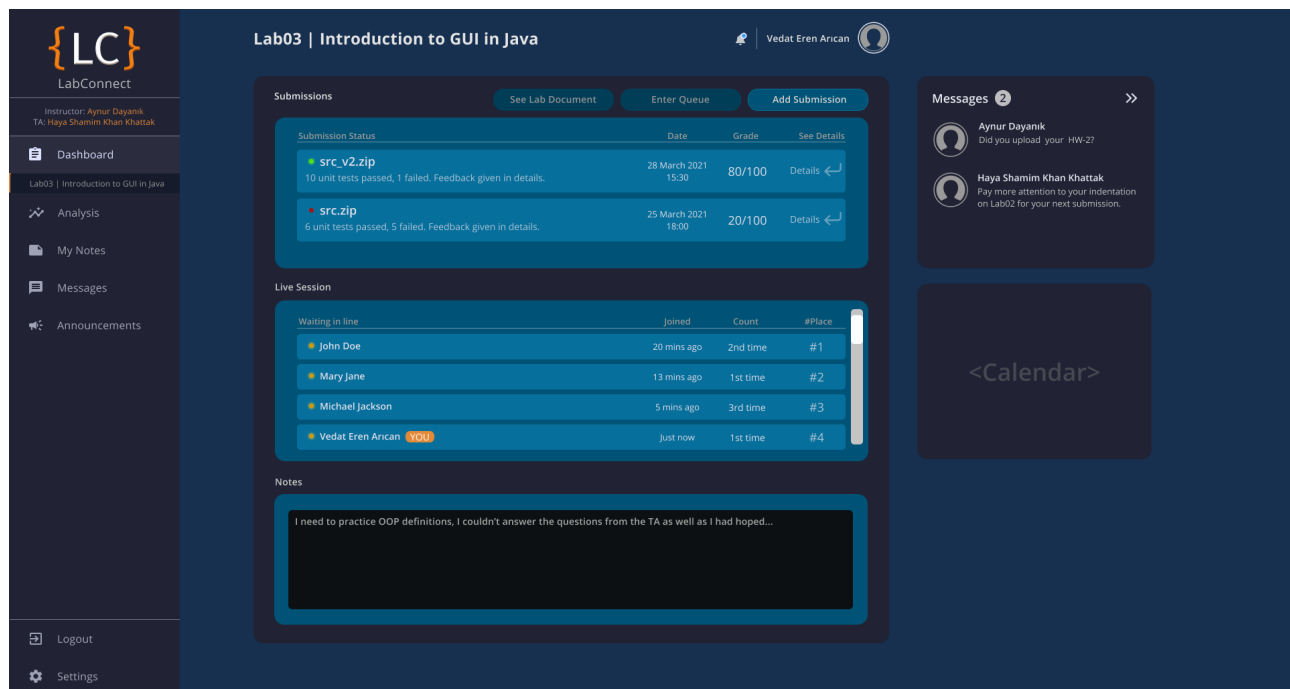 {LC}
LabConnect
Instructor: Aynur Dayanık
TA: Haya Shamim Khan Khattak
Dashboard
Lab03 | Introduction to GUI in Java
Analysis
My Notes
Messages
Announcements
Logout
Settings
Lab03 | Introduction to GUI in Java
Vedat Eren Arıcan
Submissions
See Lab Document
Enter Queue
Add Submission
Submission Status Date Grade See Details
src_v2.zip
10 unit tests passed, 1 failed. Feedback given in details.
28 March 2021
15:30
80/100
Details
src.zip
6 unit tests passed, 5 failed. Feedback given in details.
25 March 2021
18:00
20/100
Details
Live Session
Waiting in line Joined Count #Place
John Doe 20 mins ago 2nd time #1
Mary Jane 13 mins ago 1st time #2
Michael Jackson 5 mins ago 3rd time #3
Vedat Eren Arıcan YOU Just now 1st time #4
Notes
I need to practice OOP definitions, I couldn't answer the questions from the TA as well as I had hoped...
Messages 2
Aynur Dayanık
Did you upload your HW-2?
Haya Shamim Khan Khattak
Pay more attention to your indentation
on Lab02 for your next submission.
<Calendar>